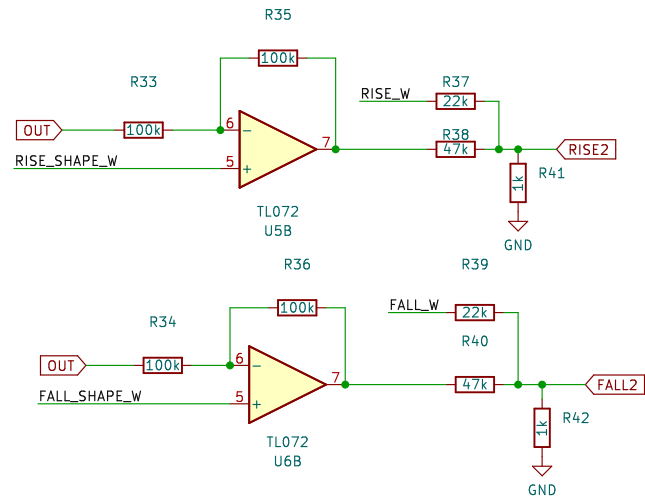 R35
100k
R33
100k
OUT
RISE_SHAPE_W
6
5
7
−
+
TL072
U5B
RISE_W
R37
22k
R38
47k
RISE2
1k
R41
GND
R36
100k
R34
100k
OUT
FALL_SHAPE_W
6
5
7
−
+
TL072
U6B
R39
FALL_W
22k
R40
47k
FALL2
1k
R42
GND